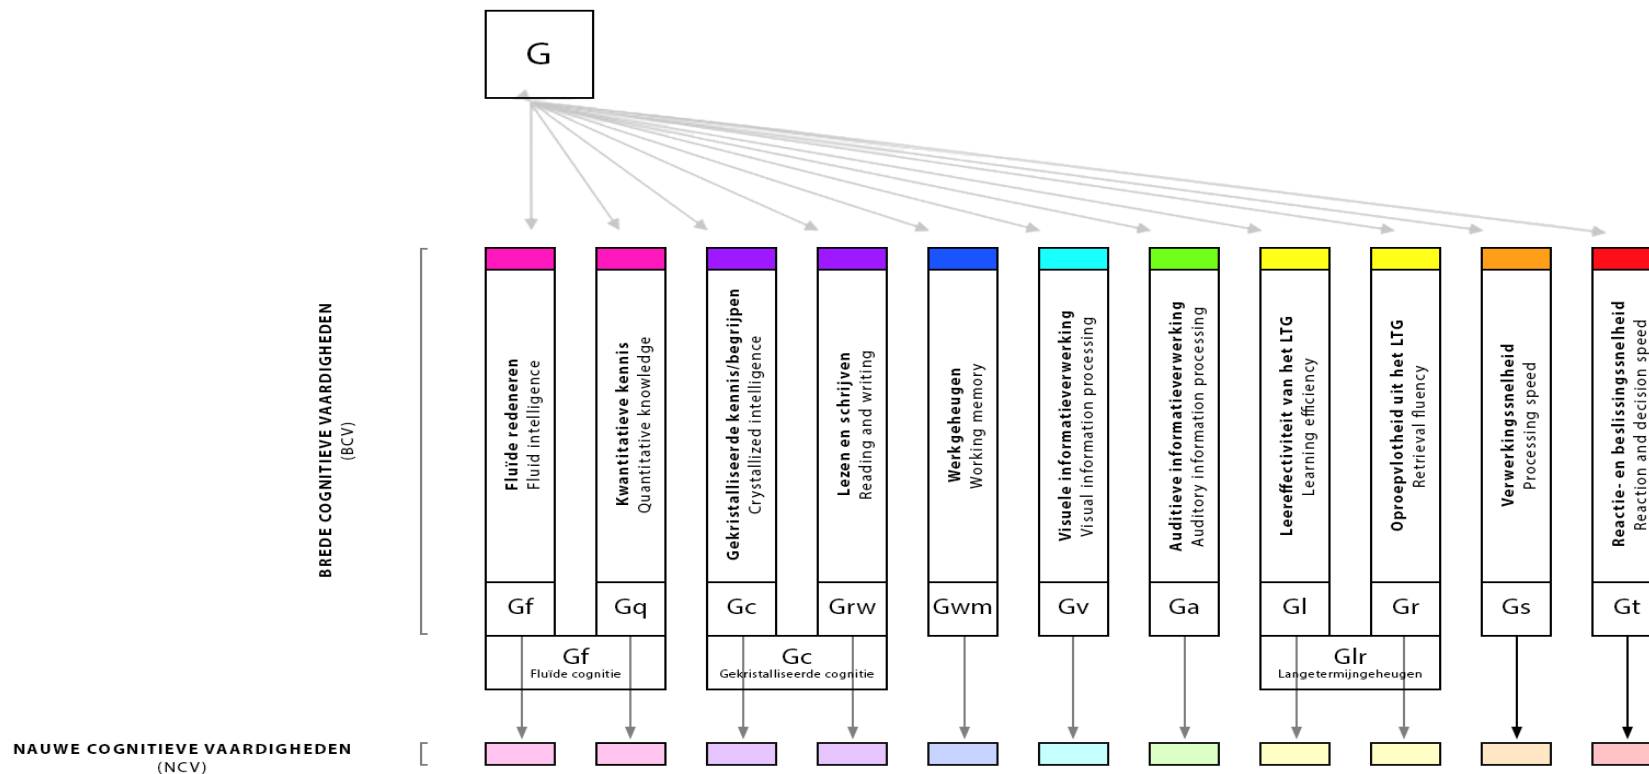 G
BREDE COGNITIEVE VAARDIGHEDEN
(BCV)
Fluïde redeneren
Fluid intelligence
Kwantitatieve kennis
Quantitative knowledge
Gekristalliseerde kennis/begrijpen
Crystallized intelligence
Lezen en schrijven
Reading and writing
Werkgeheugen
Working memory
Visuele informatieverwerking
Visual information processing
Auditieve informatieverwerking
Auditory information processing
Leereffectiviteit van het LTG
Learning efficiency
Oproepvlotheid uit het LTG
Retrieval fluency
Verwerkingssnelheid
Processing speed
Reactie- en beslissingssnelheid
Reaction and decision speed
Gf
Gq
Gc
Grw
Gwm
Gv
Ga
Gl
Gr
Gs
Gt
Gf
Fluïde cognitie
Gc
Gekristalliseerde cognitie
Glr
Langetermijngeheugen
NAUWE COGNITIEVE VAARDIGHEDEN
(NCV)